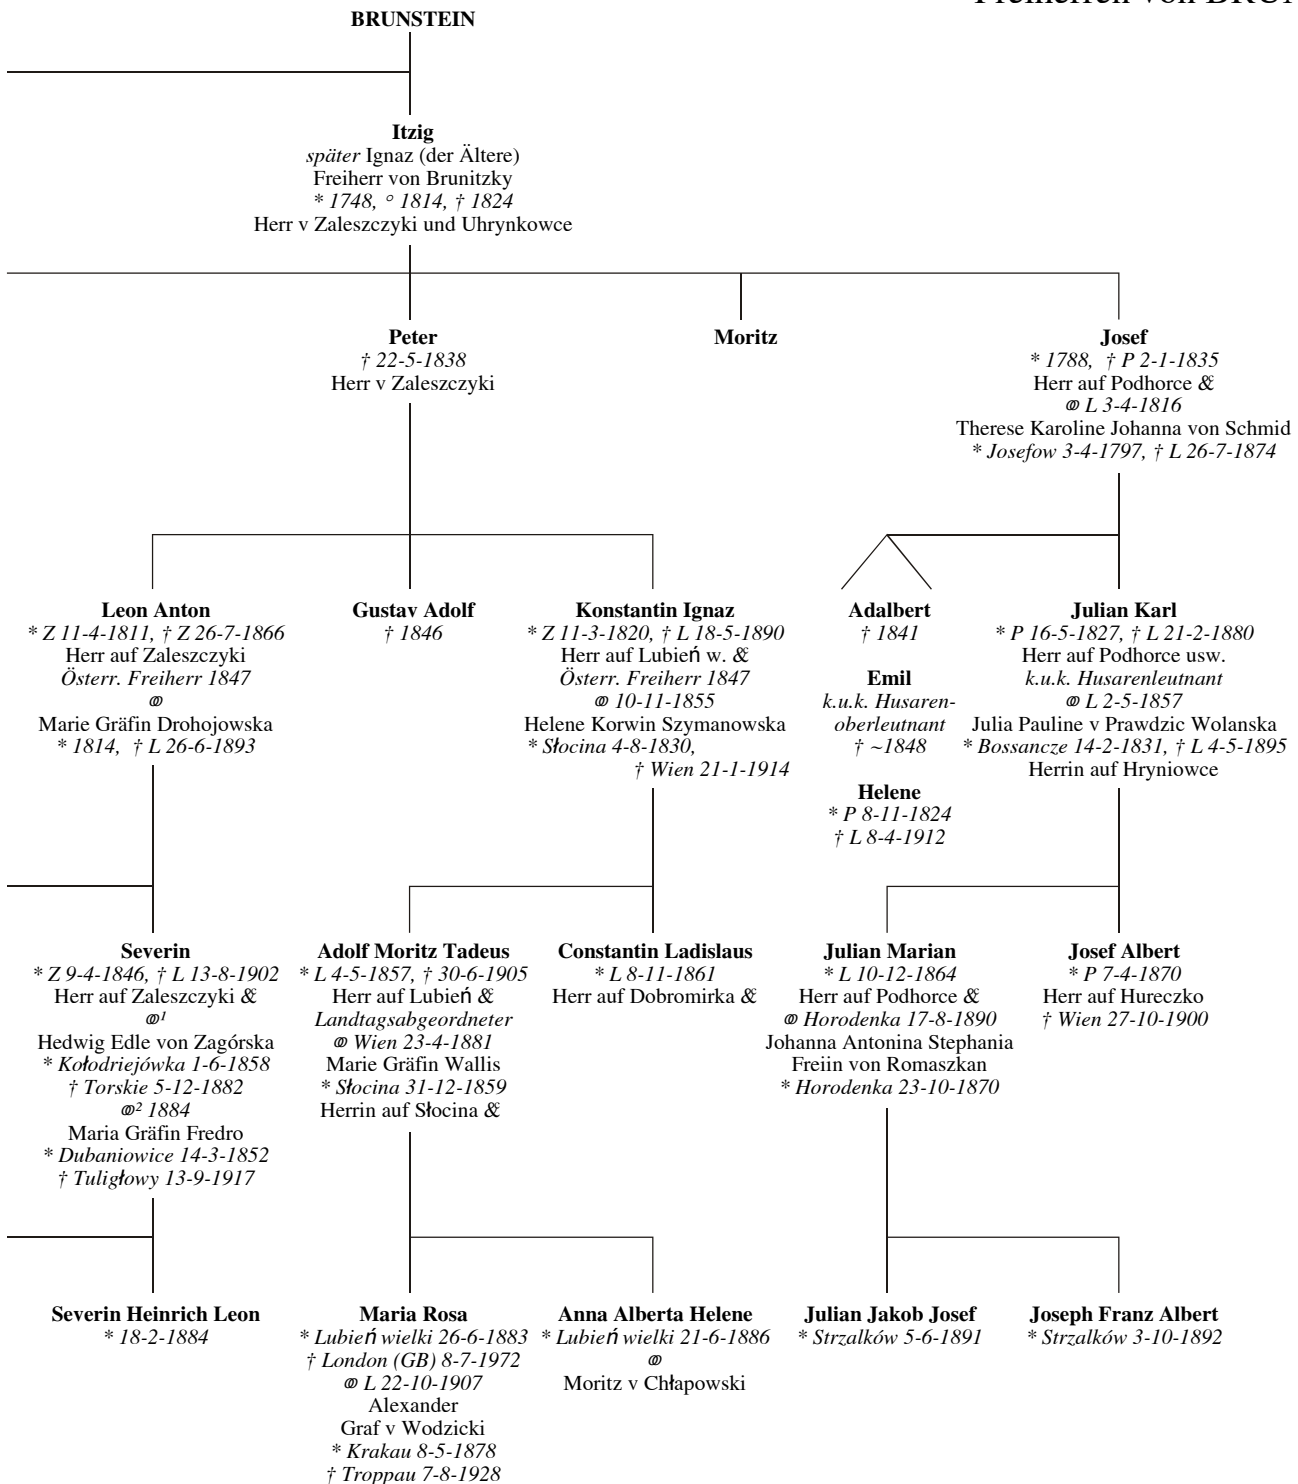 Freiherren von BRUN
BRUNSTEIN
Itzig
später Ignaz (der Ältere)
Freiherr von Brunitzky
* 1748, ° 1814, † 1824
Herr v Zaleszczyki und Uhrynkowce
Peter
† 22-5-1838
Herr v Zaleszczyki
Moritz
Josef
* 1788, † P 2-1-1835
Herr auf Podhorce &
⚭ L 3-4-1816
Therese Karoline Johanna von Schmid
* Josefow 3-4-1797, † L 26-7-1874
Leon Anton
* Z 11-4-1811, † Z 26-7-1866
Herr auf Zaleszczyki
Österr. Freiherr 1847
⚭
Marie Gräfin Drohojowska
* 1814, † L 26-6-1893
Gustav Adolf
† 1846
Konstantin Ignaz
* Z 11-3-1820, † L 18-5-1890
Herr auf Lubień w. &
Österr. Freiherr 1847
⚭ 10-11-1855
Helene Korwin Szymanowska
* Słocina 4-8-1830,
† Wien 21-1-1914
Adalbert
† 1841
Emil
k.u.k. Husaren-
oberleutnant
† ~1848
Helene
* P 8-11-1824
† L 8-4-1912
Julian Karl
* P 16-5-1827, † L 21-2-1880
Herr auf Podhorce usw.
k.u.k. Husarenleutnant
⚭ L 2-5-1857
Julia Pauline v Prawdzic Wolanska
* Bossancze 14-2-1831, † L 4-5-1895
Herrin auf Hryniowce
Severin
* Z 9-4-1846, † L 13-8-1902
Herr auf Zaleszczyki &
⚭¹
Hedwig Edle von Zagórska
* Kołodriejówka 1-6-1858
† Torskie 5-12-1882
⚭² 1884
Maria Gräfin Fredro
* Dubaniowice 14-3-1852
† Tuligłowy 13-9-1917
Adolf Moritz Tadeus
* L 4-5-1857, † 30-6-1905
Herr auf Lubień &
Landtagsabgeordneter
⚭ Wien 23-4-1881
Marie Gräfin Wallis
* Słocina 31-12-1859
Herrin auf Słocina &
Constantin Ladislaus
* L 8-11-1861
Herr auf Dobromirka &
Julian Marian
* L 10-12-1864
Herr auf Podhorce &
⚭ Horodenka 17-8-1890
Johanna Antonina Stephania
Freiin von Romaszkan
* Horodenka 23-10-1870
Josef Albert
* P 7-4-1870
Herr auf Hureczko
† Wien 27-10-1900
Severin Heinrich Leon
* 18-2-1884
Maria Rosa
* Lubień wielki 26-6-1883
† London (GB) 8-7-1972
⚭ L 22-10-1907
Alexander
Graf v Wodzicki
* Krakau 8-5-1878
† Troppau 7-8-1928
Anna Alberta Helene
* Lubień wielki 21-6-1886
⚭
Moritz v Chłapowski
Julian Jakob Josef
* Strzalków 5-6-1891
Joseph Franz Albert
* Strzalków 3-10-1892